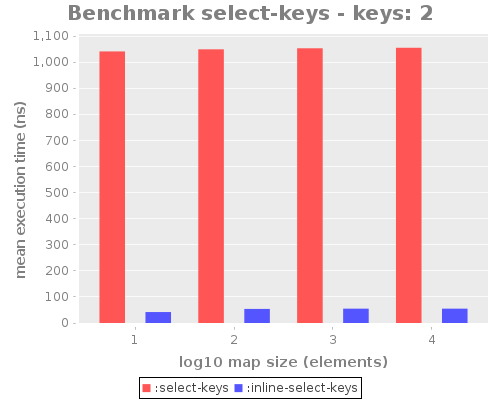 Benchmark select-keys - keys: 2
mean execution time (ns)
1,100
1,000
900
800
700
600
500
400
300
200
100
0
1 2 3 4
log10 map size (elements)
:select-keys :inline-select-keys